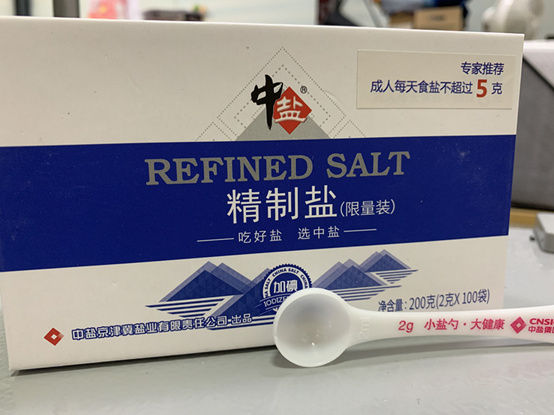 专家推荐
成人每天食盐不超过5克
中盐®
REFINED SALT
精制盐(限量装)
吃好盐 选中盐
CHINA SALT
加碘
净含量:200克(2克X100袋)
中盐京津冀盐业有限责任公司·出品
2g 小盐勺·大健康